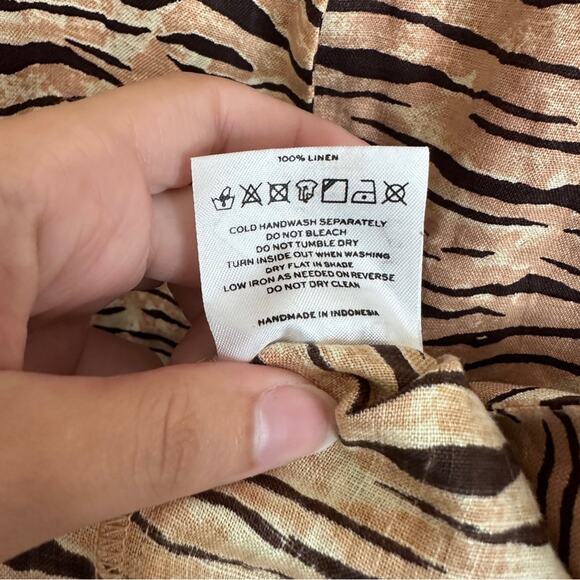 100% LINEN
COLD HANDWASH SEPARATELY
DO NOT BLEACH
DO NOT TUMBLE DRY
TURN INSIDE OUT WHEN WASHING
DRY FLAT IN SHADE
LOW IRON AS NEEDED ON REVERSE
DO NOT DRY CLEAN
HANDMADE IN INDONESIA